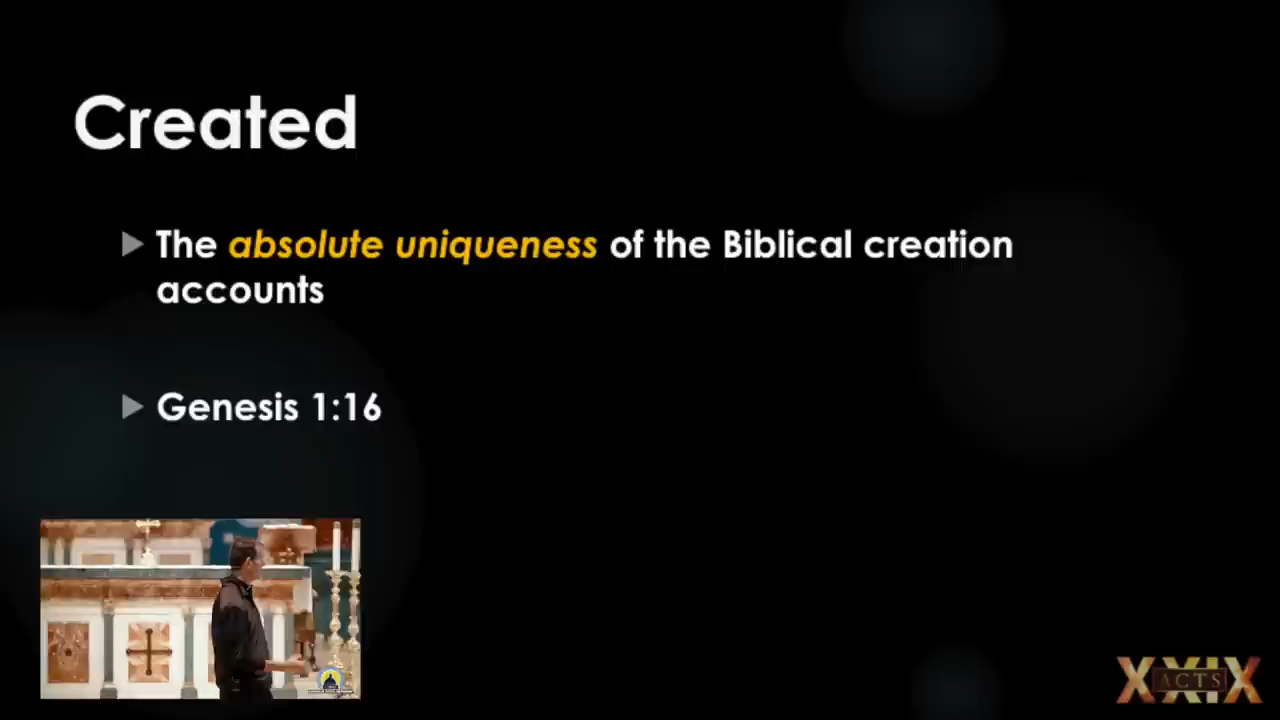 Created
The absolute uniqueness of the Biblical creation
accounts
Genesis 1:16
XXIX
ACTS